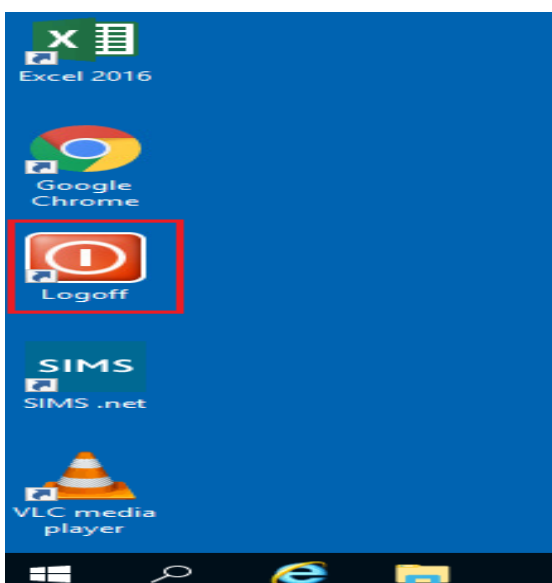 Excel 2016
Google
Chrome
Logoff
SIMS
SIMS .net
VLC media
player